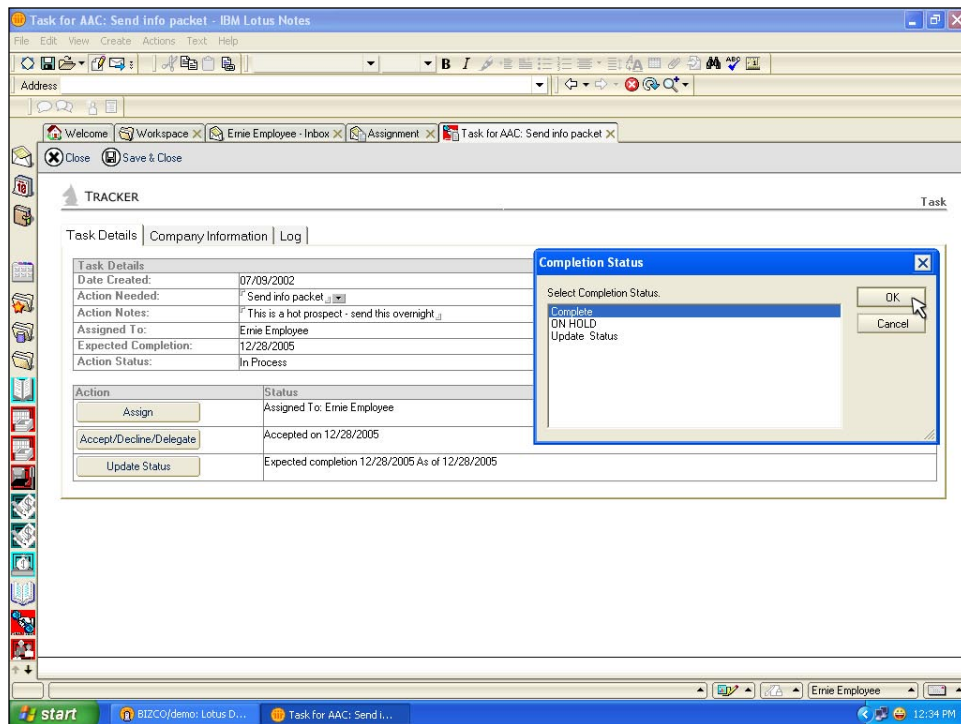 Task for AAC: Send info packet - IBM Lotus Notes
File Edit View Create Actions Text Help
B I
Address
Welcome Workspace Ernie Employee - Inbox Assignment Task for AAC: Send info packet
Close Save & Close
TRACKER
Task
Task Details Company Information Log
Task Details
Date Created: 07/09/2002
Action Needed: Send info packet
Action Notes: This is a hot prospect - send this overnight
Assigned To: Ernie Employee
Expected Completion: 12/28/2005
Action Status: In Process
Action Status
Assign Assigned To: Ernie Employee
Accept/Decline/Delegate Accepted on 12/28/2005
Update Status Expected completion 12/28/2005 As of 12/28/2005
Completion Status
Select Completion Status.
Complete
ON HOLD
Update Status
OK
Cancel
Ernie Employee
start BIZCO/demo: Lotus D... Task for AAC: Send i... 12:34 PM